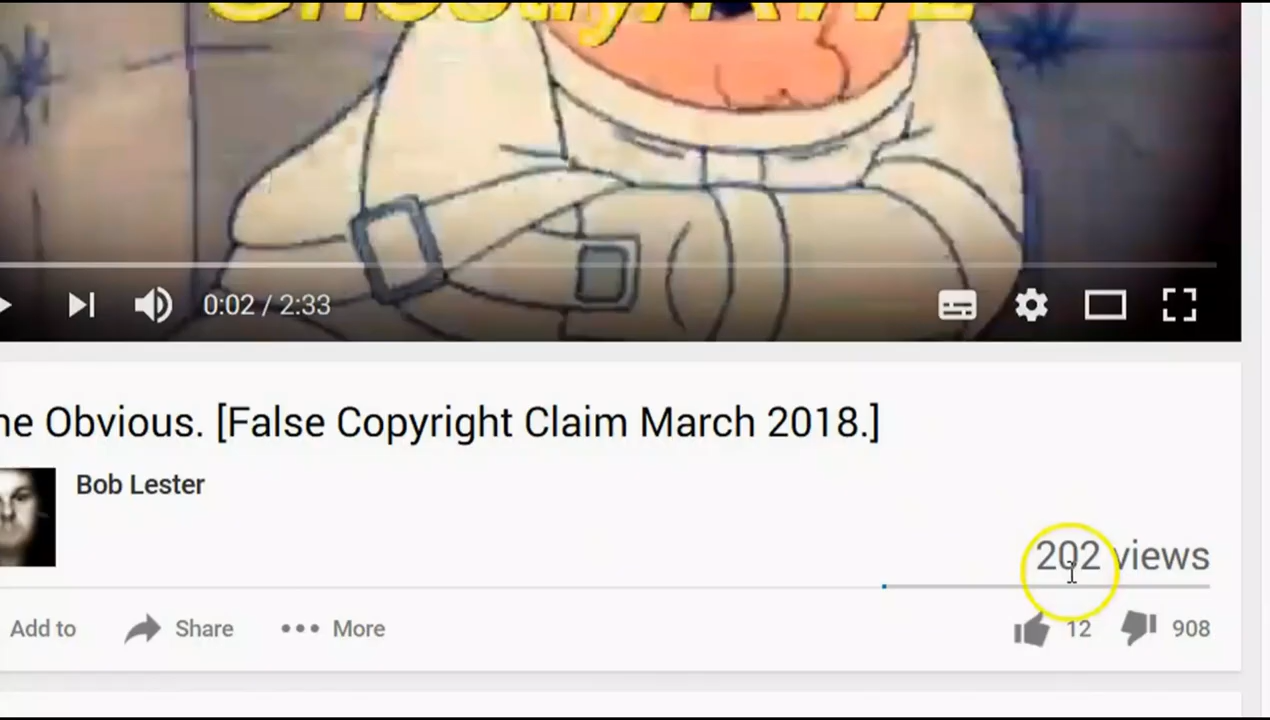 0:02 / 2:33
Obvious. [False Copyright Claim March 2018.]
Bob Lester
202 views
Add to
Share
More
12
908